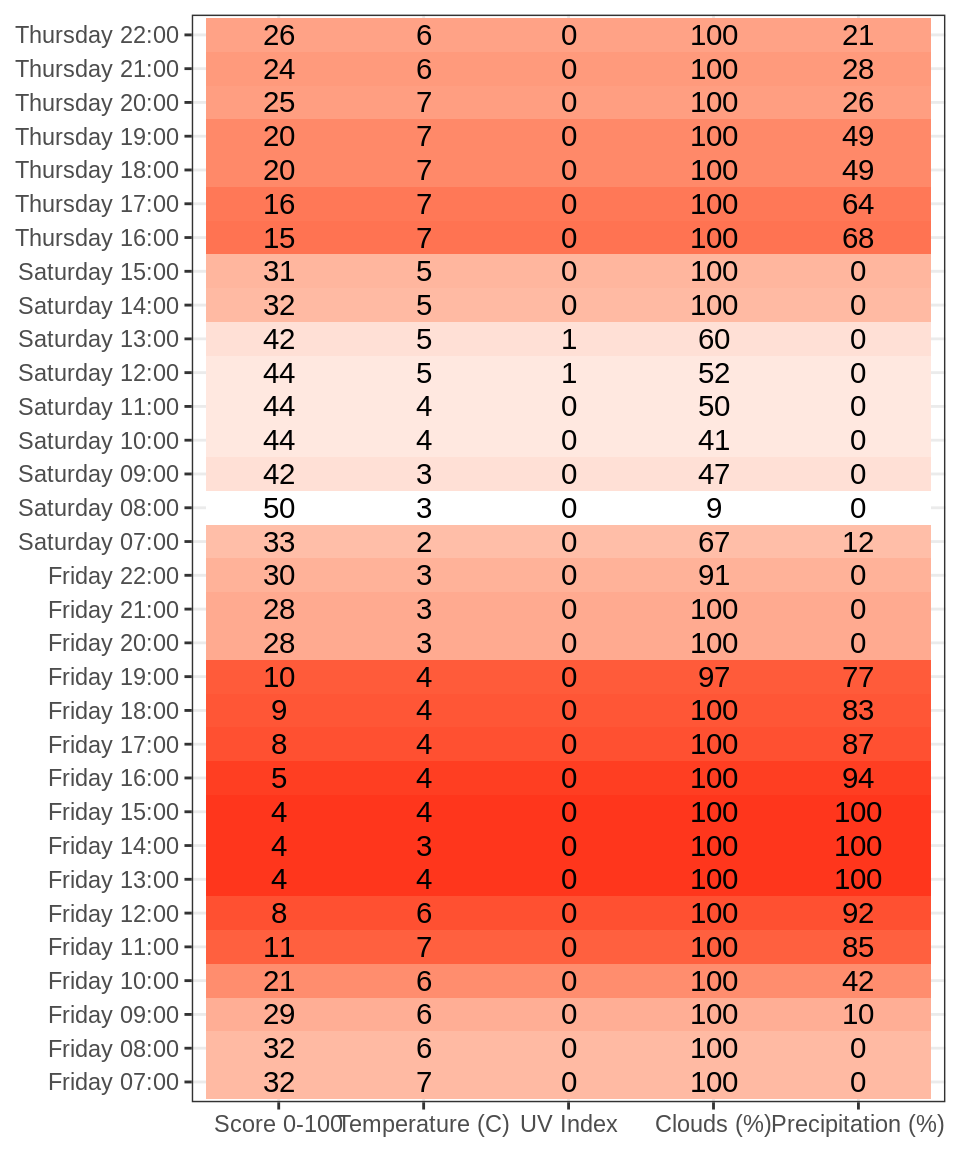 Thursday 22:00 26 6 0 100 21
Thursday 21:00 24 6 0 100 28
Thursday 20:00 25 7 0 100 26
Thursday 19:00 20 7 0 100 49
Thursday 18:00 20 7 0 100 49
Thursday 17:00 16 7 0 100 64
Thursday 16:00 15 7 0 100 68
Saturday 15:00 31 5 0 100 0
Saturday 14:00 32 5 0 100 0
Saturday 13:00 42 5 1 60 0
Saturday 12:00 44 5 1 52 0
Saturday 11:00 44 4 0 50 0
Saturday 10:00 44 4 0 41 0
Saturday 09:00 42 3 0 47 0
Saturday 08:00 50 3 0 9 0
Saturday 07:00 33 2 0 67 12
Friday 22:00 30 3 0 91 0
Friday 21:00 28 3 0 100 0
Friday 20:00 28 3 0 100 0
Friday 19:00 10 4 0 97 77
Friday 18:00 9 4 0 100 83
Friday 17:00 8 4 0 100 87
Friday 16:00 5 4 0 100 94
Friday 15:00 4 4 0 100 100
Friday 14:00 4 3 0 100 100
Friday 13:00 4 4 0 100 100
Friday 12:00 8 6 0 100 92
Friday 11:00 11 7 0 100 85
Friday 10:00 21 6 0 100 42
Friday 09:00 29 6 0 100 10
Friday 08:00 32 6 0 100 0
Friday 07:00 32 7 0 100 0
Score 0-100 Temperature (C) UV Index Clouds (%) Precipitation (%)